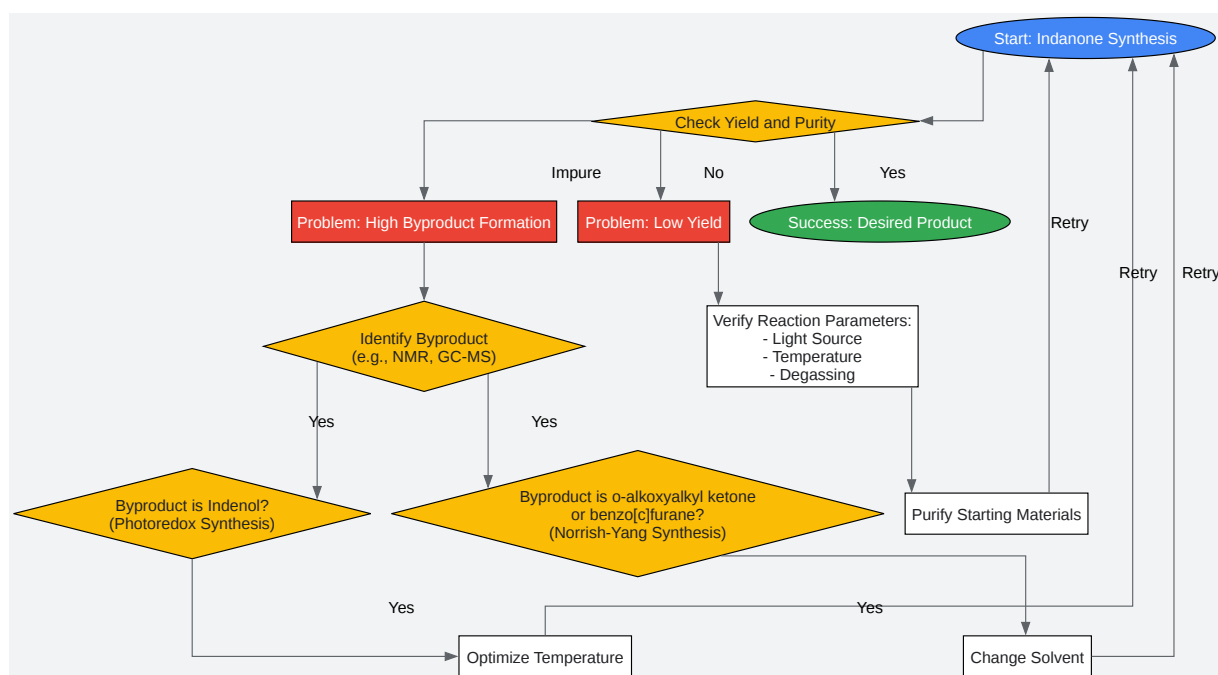 Start: Indanone Synthesis
Check Yield and Purity
Impure
No
Yes
Problem: High Byproduct Formation
Problem: Low Yield
Success: Desired Product
Retry
Retry
Retry
Verify Reaction Parameters:
- Light Source
- Temperature
- Degassing
Identify Byproduct
(e.g., NMR, GC-MS)
Yes
Yes
Byproduct is Indenol?
(Photoredox Synthesis)
Byproduct is o-alkoxyalkyl ketone
or benzo[c]furane?
(Norrish-Yang Synthesis)
Purify Starting Materials
Yes
Yes
Optimize Temperature
Change Solvent